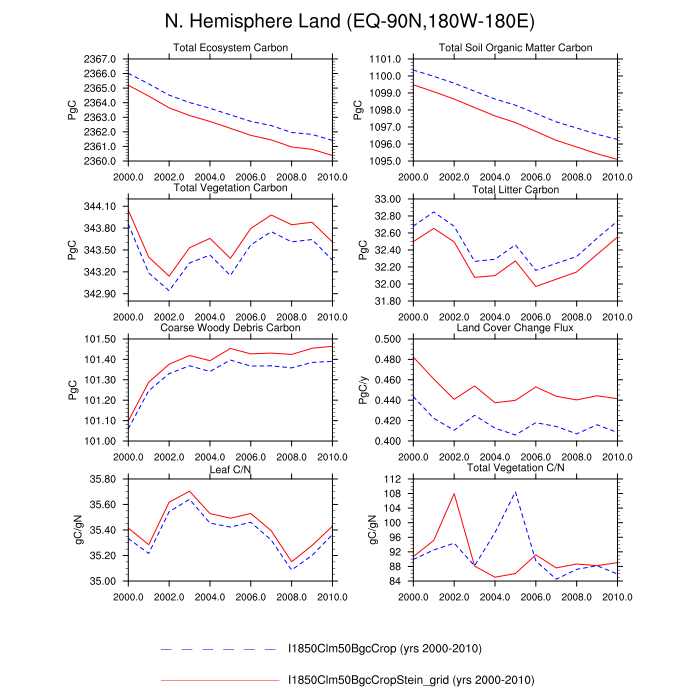 N. Hemisphere Land (EQ-90N,180W-180E)
Total Ecosystem Carbon
PgC
2367.0
2366.0
2365.0
2364.0
2363.0
2362.0
2361.0
2360.0
2000.0 2002.0 2004.0 2006.0 2008.0 2010.0
Total Soil Organic Matter Carbon
PgC
1101.0
1100.0
1099.0
1098.0
1097.0
1096.0
1095.0
2000.0 2002.0 2004.0 2006.0 2008.0 2010.0
Total Vegetation Carbon
PgC
344.10
343.80
343.50
343.20
342.90
2000.0 2002.0 2004.0 2006.0 2008.0 2010.0
Total Litter Carbon
PgC
33.00
32.80
32.60
32.40
32.20
32.00
31.80
2000.0 2002.0 2004.0 2006.0 2008.0 2010.0
Coarse Woody Debris Carbon
PgC
101.50
101.40
101.30
101.20
101.10
101.00
2000.0 2002.0 2004.0 2006.0 2008.0 2010.0
Land Cover Change Flux
PgC/y
0.500
0.480
0.460
0.440
0.420
0.400
2000.0 2002.0 2004.0 2006.0 2008.0 2010.0
Leaf C/N
gC/gN
35.80
35.60
35.40
35.20
35.00
2000.0 2002.0 2004.0 2006.0 2008.0 2010.0
Total Vegetation C/N
gC/gN
112
108
104
100
96
92
88
84
2000.0 2002.0 2004.0 2006.0 2008.0 2010.0
I1850Clm50BgcCrop (yrs 2000-2010)
I1850Clm50BgcCropStein_grid (yrs 2000-2010)